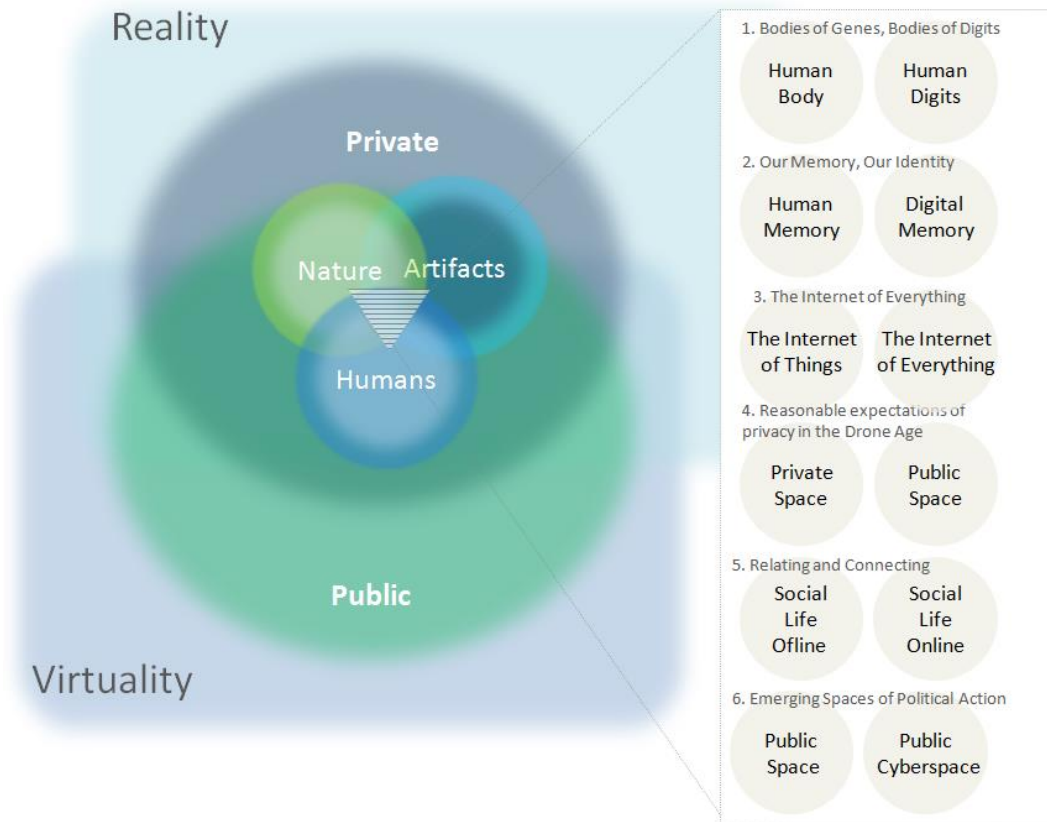 Reality
Private
Nature
Artifacts
Humans
Public
Virtuality
1. Bodies of Genes, Bodies of Digits
Human
Body
Human
Digits
2. Our Memory, Our Identity
Human
Memory
Digital
Memory
3. The Internet of Everything
The Internet
of Things
The Internet
of Everything
4. Reasonable expectations of
privacy in the Drone Age
Private
Space
Public
Space
5. Relating and Connecting
Social
Life
Ofline
Social
Life
Online
6. Emerging Spaces of Political Action
Public
Space
Public
Cyberspace